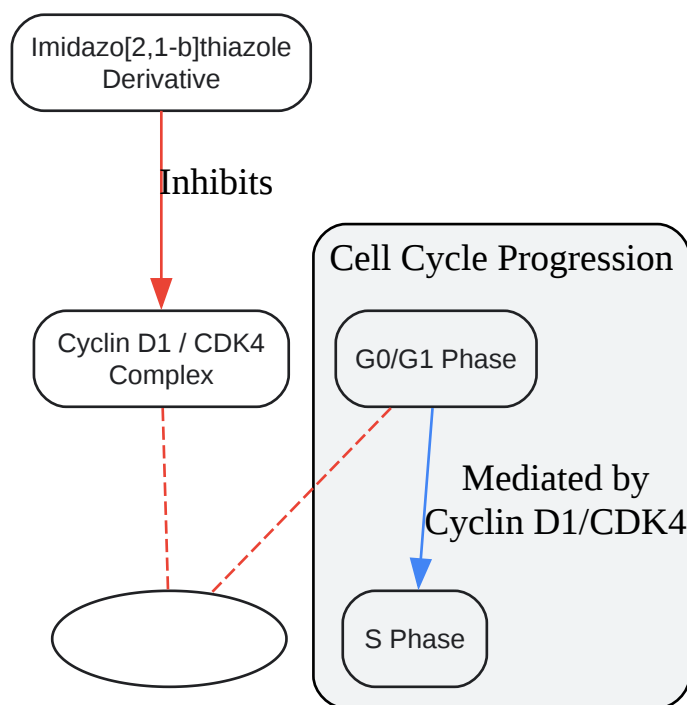 Imidazo[2,1-b]thiazole
Derivative
Inhibits
Cell Cycle Progression
Cyclin D1 / CDK4
Complex
G0/G1 Phase
Mediated by
Cyclin D1/CDK4
S Phase